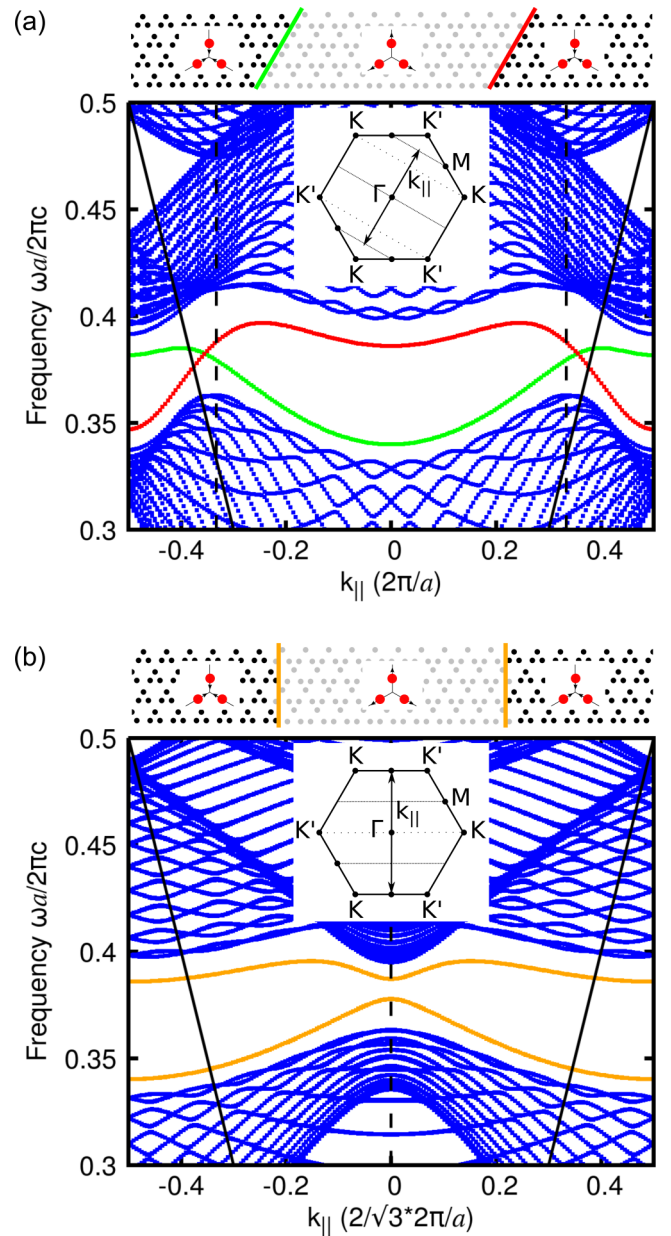 (a)
0.5
0.45
0.4
0.35
0.3
Frequency ωa/2πc
K K'
M
k||
Γ
K' K
K K'
-0.4 -0.2 0 0.2 0.4
k|| (2π/a)
(b)
0.5
0.45
0.4
0.35
0.3
Frequency ωa/2πc
K K'
k|| M
Γ
K' K
K K'
-0.4 -0.2 0 0.2 0.4
k|| (2/√3*2π/a)